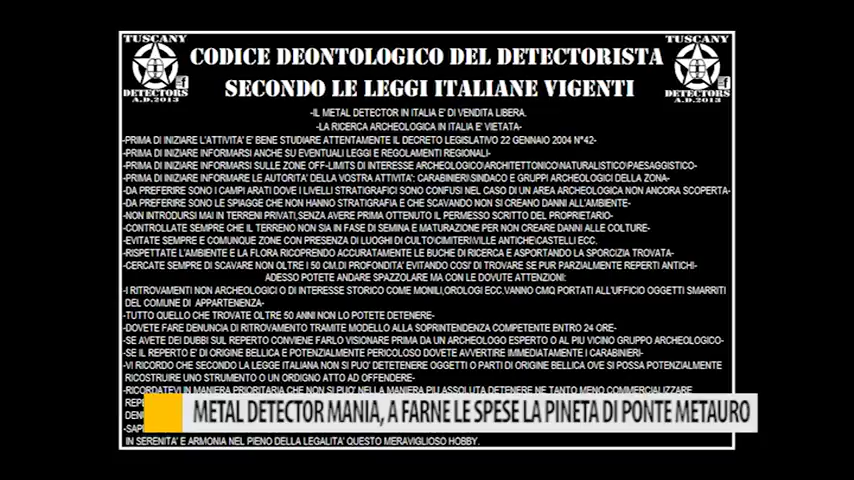 TUSCANY
DETECTORS
A.D.2013
CODICE DEONTOLOGICO DEL DETECTORISTA
SECONDO LE LEGGI ITALIANE VIGENTI
TUSCANY
DETECTORS
A.D.2013
-IL METAL DETECTOR IN ITALIA E' DI VENDITA LIBERA.
-LA RICERCA ARCHEOLOGICA IN ITALIA E' VIETATA-
-PRIMA DI INIZIARE L'ATTIVITA' E' BENE STUDIARE ATTENTAMENTE IL DECRETO LEGISLATIVO 22 GENNAIO 2004 N°42-
-PRIMA DI INIZIARE INFORMARSI ANCHE SU EVENTUALI LEGGI E REGOLAMENTI REGIONALI-
-PRIMA DI INIZIARE INFORMARSI SULLE ZONE OFF-LIMITS DI INTERESSE ARCHEOLOGICO\ARCHITETTONICO\NATURALISTICO\PAESAGGISTICO-
-PRIMA DI INIZIARE INFORMARE LE AUTORITA' DELLA VOSTRA ATTIVITA': CARABINIERI\SINDACO E GRUPPI ARCHEOLOGICI DELLA ZONA-
-DA PREFERIRE SONO I CAMPI ARATI DOVE I LIVELLI STRATIGRAFICI SONO CONFUSI NEL CASO DI UN AREA ARCHEOLOGICA NON ANCORA SCOPERTA-
-DA PREFERIRE SONO LE SPIAGGE CHE NON HANNO STRATIGRAFIA E CHE SCAVANDO NON SI CREANO DANNI ALL'AMBIENTE-
-NON INTRODURSI MAI IN TERRENI PRIVATI,SENZA AVERE PRIMA OTTENUTO IL PERMESSO SCRITTO DEL PROPRIETARIO-
-CONTROLLATE SEMPRE CHE IL TERRENO NON SIA IN FASE DI SEMINA E MATURAZIONE PER NON CREARE DANNI ALLE COLTURE-
-EVITATE SEMPRE E COMUNQUE ZONE CON PRESENZA DI LUOGHI DI CULTO\CIMITERI\VILLE ANTICHE\CASTELLI ECC.
-RISPETTATE L'AMBIENTE E LA FLORA RICOPRENDO ACCURATAMENTE LE BUCHE DI RICERCA E ASPORTANDO LA SPORCIZIA TROVATA-
-CERCATE SEMPRE DI SCAVARE NON OLTRE I 50 CM.DI PROFONDITA' EVITANDO COSI' DI TROVARE SE PUR PARZIALMENTE REPERTI ANTICHI-
ADESSO POTETE ANDARE SPAZZOLARE MA CON LE DOVUTE ATTENZIONI:
-I RITROVAMENTI NON ARCHEOLOGICI O DI INTERESSE STORICO COME MONILI,OROLOGI ECC.VANNO CMQ PORTATI ALL'UFFICIO OGGETTI SMARRITI
DEL COMUNE DI APPARTENENZA-
-TUTTO QUELLO CHE TROVATE OLTRE 50 ANNI NON LO POTETE DETENERE-
-DOVETE FARE DENUNCIA DI RITROVAMENTO TRAMITE MODELLO ALLA SOPRINTENDENZA COMPETENTE ENTRO 24 ORE-
-SE AVETE DEI DUBBI SUL REPERTO CONVIENE FARLO VISIONARE PRIMA DA UN ARCHEOLOGO ESPERTO O AL PIU VICINO GRUPPO ARCHEOLOGICO-
-SE IL REPERTO E' DI ORIGINE BELLICA E POTENZIALMENTE PERICOLOSO DOVETE AVVERTIRE IMMEDIATAMENTE I CARABINIERI-
-VI RICORDO CHE SECONDO LA LEGGE ITALIANA NON SI PUO' DETETENERE OGGETTI O PARTI DI ORIGINE BELLICA OVE SI POSSA POTENZIALMENTE
RICOSTRUIRE UNO STRUMENTO O UN ORDIGNO ATTO AD OFFENDERE-
-RICORDATEVI IN MANIERA PRIORITARIA CHE NON SI PUO' NELLA MANIERA PIU ASSOLUTA DETENERE NE TANTO MENO COMMERCIALIZZARE
METAL DETECTOR MANIA, A FARNE LE SPESE LA PINETA DI PONTE METAURO
IN SERENITA' E ARMONIA NEL PIENO DELLA LEGALITA' QUESTO MERAVIGLIOSO HOBBY.